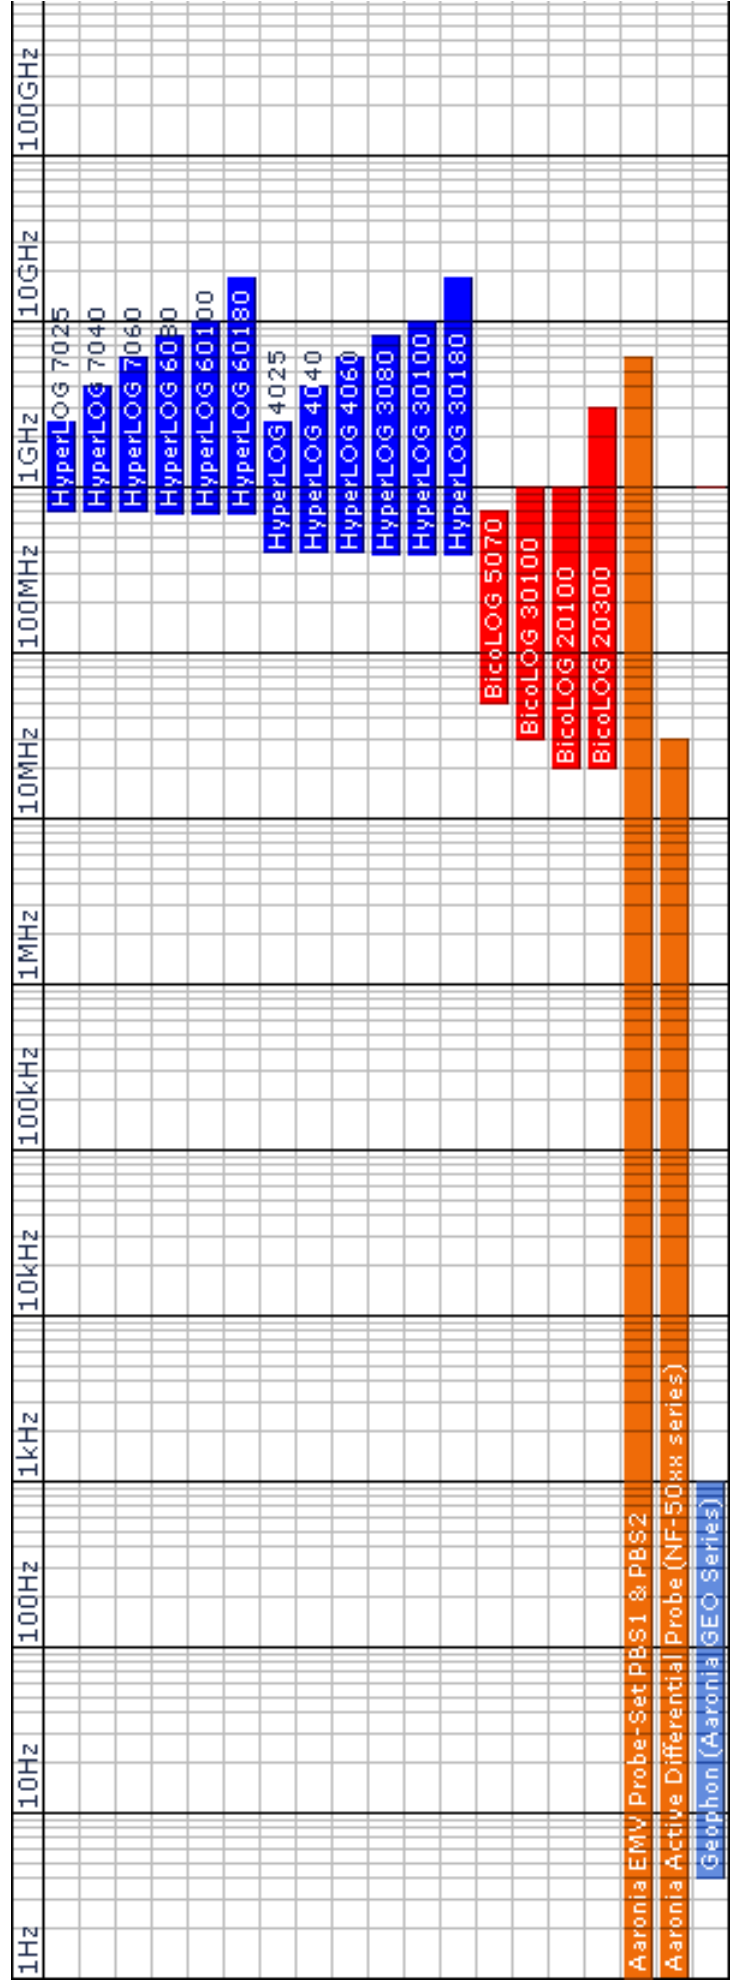 1Hz
10Hz
100Hz
1kHz
10kHz
100kHz
1MHz
10MHz
100MHz
1GHz
10GHz
100GHz
HyperLOG 7025
HyperLOG 7040
HyperLOG 7060
HyperLOG 6080
HyperLOG 60100
HyperLOG 60180
HyperLOG 4025
HyperLOG 4040
HyperLOG 4060
HyperLOG 3080
HyperLOG 30100
HyperLOG 30180
BicoLOG 5070
BicoLOG 30100
BicoLOG 20100
BicoLOG 20300
Aaronia EMV Probe-Set PBS1 & PBS2
Aaronia Active Differential Probe (NF-50xx series)
Geophon (Aaronia GEO Series)